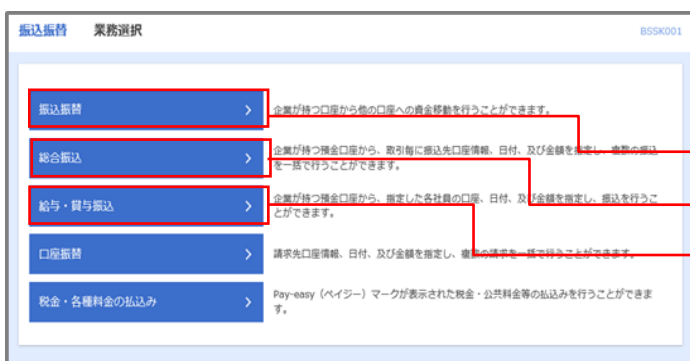 振込振替 業務選択 BSSK001
振込振替
企業が持つ口座から他の口座への資金移動を行うことができます。
総合振込
企業が持つ預金口座から、取引毎に振込先口座情報、日付、及び金額を指定し、複数の振込
を一括で行うことができます。
給与・賞与振込
企業が持つ預金口座から、指定した各社員の口座、日付、及び金額を指定し、振込を行うこ
とができます。
口座振替
請求先口座情報、日付、及び金額を指定し、複数の請求を一括で行うことができます。
税金・各種料金の払込み
Pay-easy（ペイジー）マークが表示された税金・公共料金等の払込みを行うことができま
す。